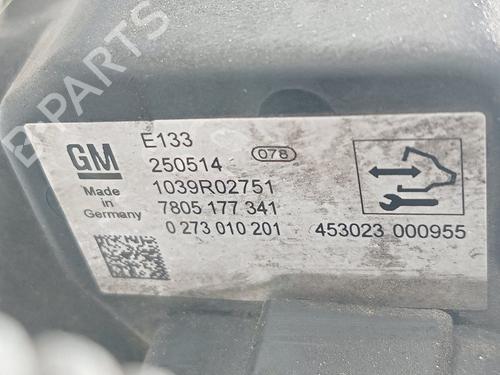 B-PARTS
GM
E133
250514 078
Made in Germany
1039R02751
7805 177 341
0 273 010 201
453023 000955